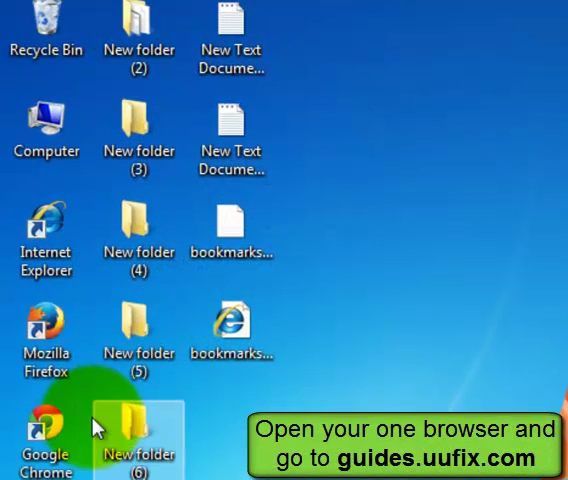 Recycle Bin
New folder
(2)
New Text
Docume...
Computer
New folder
(3)
New Text
Docume...
Internet
Explorer
New folder
(4)
bookmarks...
Mozilla
Firefox
New folder
(5)
bookmarks...
Google
Chrome
New folder
(6)
Open your one browser and
go to guides.uufix.com